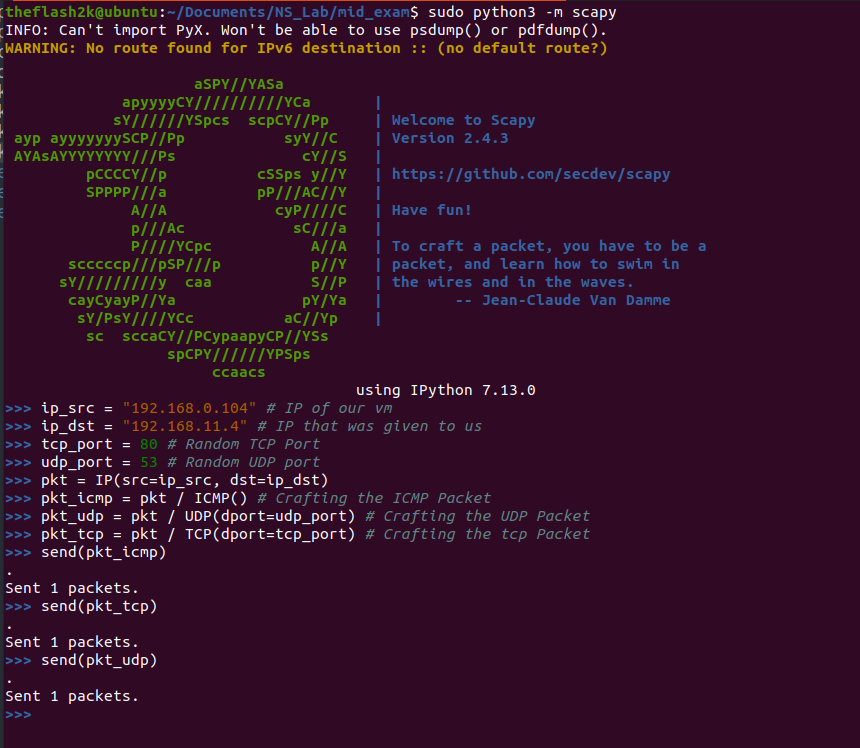 theflash2k@ubuntu:~/Documents/NS_Lab/mid_exam$ sudo python3 -m scapy
INFO: Can't import PyX. Won't be able to use psdump() or pdfdump().
WARNING: No route found for IPv6 destination :: (no default route?)
                     aSPY//YASa
             apyyyyCY//////////YCa       |
            sY//////YSpcs  scpCY//Pp     | Welcome to Scapy
 ayp ayyyyyyySCP//Pp           syY//C    | Version 2.4.3
 AYAsAYYYYYYYY///Ps              cY//S   |
         pCCCCY//p          cSSps y//Y   | https://github.com/secdev/scapy
         SPPPP///a          pP///AC//Y   |
              A//A            cyP////C   | Have fun!
              p///Ac            sC///a   |
              P////YCpc           A//A   | To craft a packet, you have to be a
       scccccp///pSP///p          p//Y   | packet, and learn how to swim in
      sY/////////y  caa           S//P   | the wires and in the waves.
       cayCyayP//Ya              pY/Ya   |        -- Jean-Claude Van Damme
        sY/PsY////YCc          aC//Yp    |
         sc  sccaCY//PCypaapyCP//YSs
                  spCPY//////YPSps
                       ccaacs
                                       using IPython 7.13.0
>>> ip_src = "192.168.0.104" # IP of our vm
>>> ip_dst = "192.168.11.4" # IP that was given to us
>>> tcp_port = 80 # Random TCP Port
>>> udp_port = 53 # Random UDP port
>>> pkt = IP(src=ip_src, dst=ip_dst)
>>> pkt_icmp = pkt / ICMP() # Crafting the ICMP Packet
>>> pkt_udp = pkt / UDP(dport=udp_port) # Crafting the UDP Packet
>>> pkt_tcp = pkt / TCP(dport=tcp_port) # Crafting the tcp Packet
>>> send(pkt_icmp)
.
Sent 1 packets.
>>> send(pkt_tcp)
.
Sent 1 packets.
>>> send(pkt_udp)
.
Sent 1 packets.
>>>